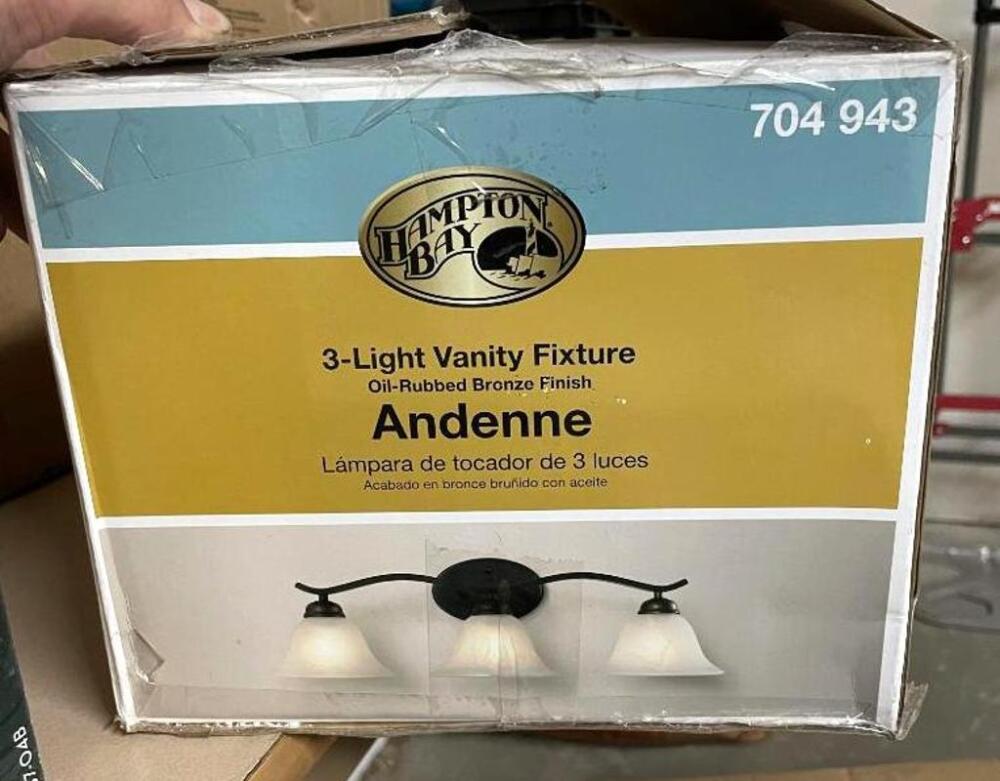 704 943
HAMPTON
BAY
3-Light Vanity Fixture
Oil-Rubbed Bronze Finish
Andenne
Lámpara de tocador de 3 luces
Acabado en bronce bruñido con aceite